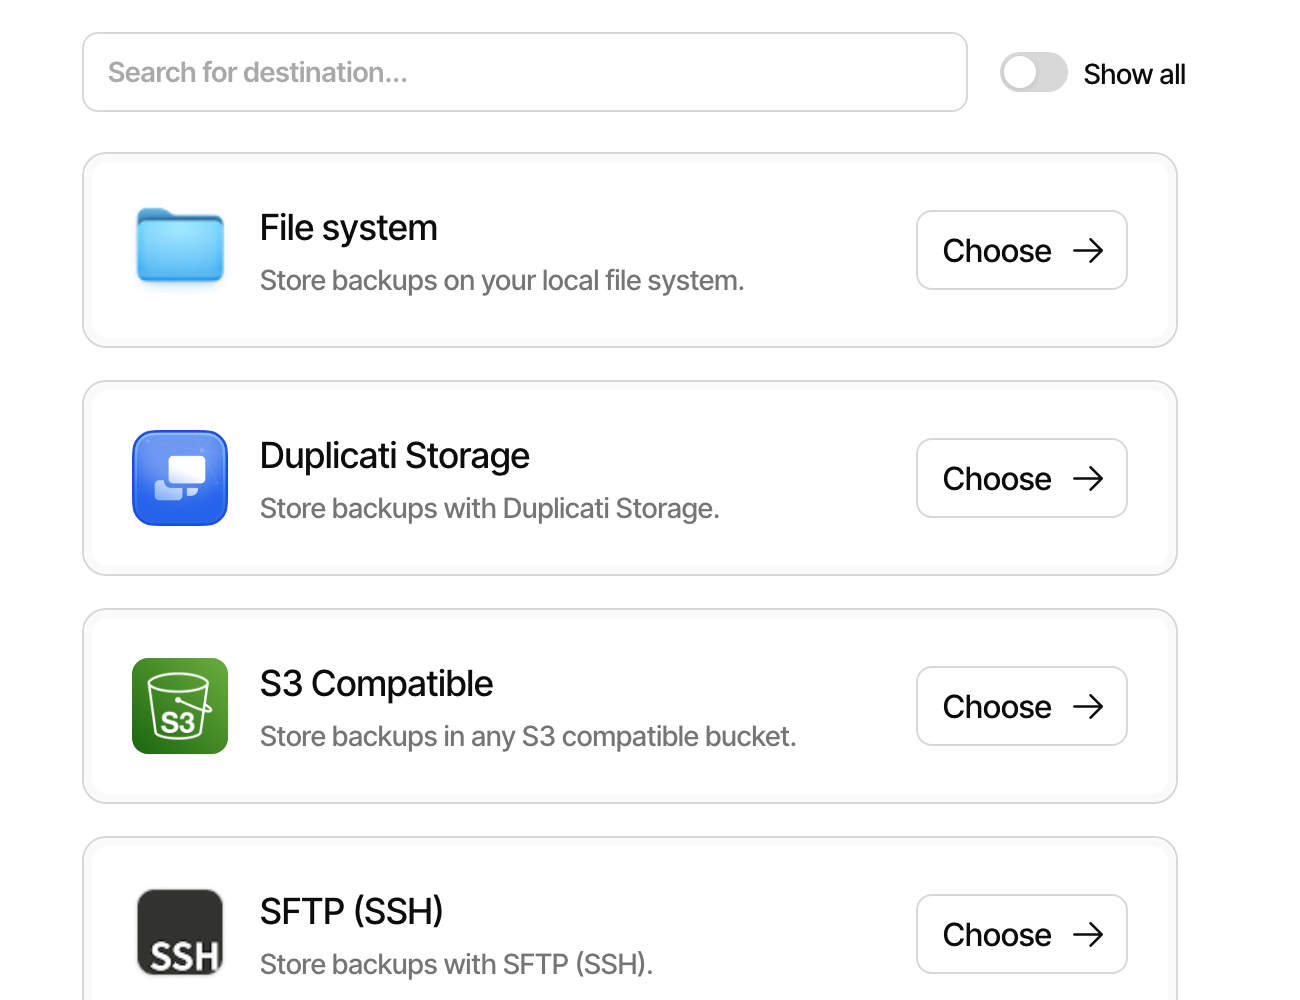 Search for destination...
Show all
File system
Store backups on your local file system.
Choose
Duplicati Storage
Store backups with Duplicati Storage.
Choose
S3
S3 Compatible
Store backups in any S3 compatible bucket.
Choose
SSH
SFTP (SSH)
Store backups with SFTP (SSH).
Choose